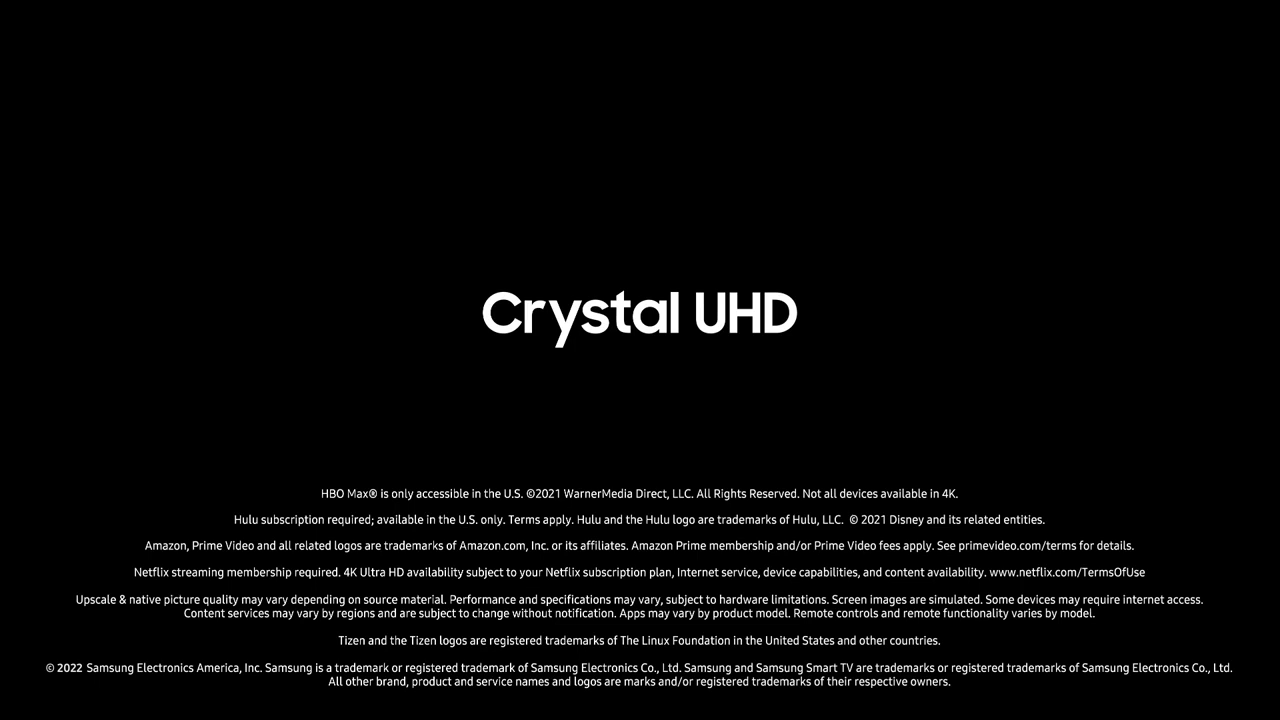 Crystal UHD
HBO Max® is only accessible in the U.S. ©2021 WarnerMedia Direct, LLC. All Rights Reserved. Not all devices available in 4K.
Hulu subscription required; available in the U.S. only. Terms apply. Hulu and the Hulu logo are trademarks of Hulu, LLC. © 2021 Disney and its related entities.
Amazon, Prime Video and all related logos are trademarks of Amazon.com, Inc. or its affiliates. Amazon Prime membership and/or Prime Video fees apply. See primevideo.com/terms for details.
Netflix streaming membership required. 4K Ultra HD availability subject to your Netflix subscription plan, Internet service, device capabilities, and content availability. www.netflix.com/TermsOfUse
Upscale & native picture quality may vary depending on source material. Performance and specifications may vary, subject to hardware limitations. Screen images are simulated. Some devices may require internet access.
Content services may vary by regions and are subject to change without notification. Apps may vary by product model. Remote controls and remote functionality varies by model.
Tizen and the Tizen logos are registered trademarks of The Linux Foundation in the United States and other countries.
© 2022 Samsung Electronics America, Inc. Samsung is a trademark or registered trademark of Samsung Electronics Co., Ltd. Samsung and Samsung Smart TV are trademarks or registered trademarks of Samsung Electronics Co., Ltd.
All other brand, product and service names and logos are marks and/or registered trademarks of their respective owners.